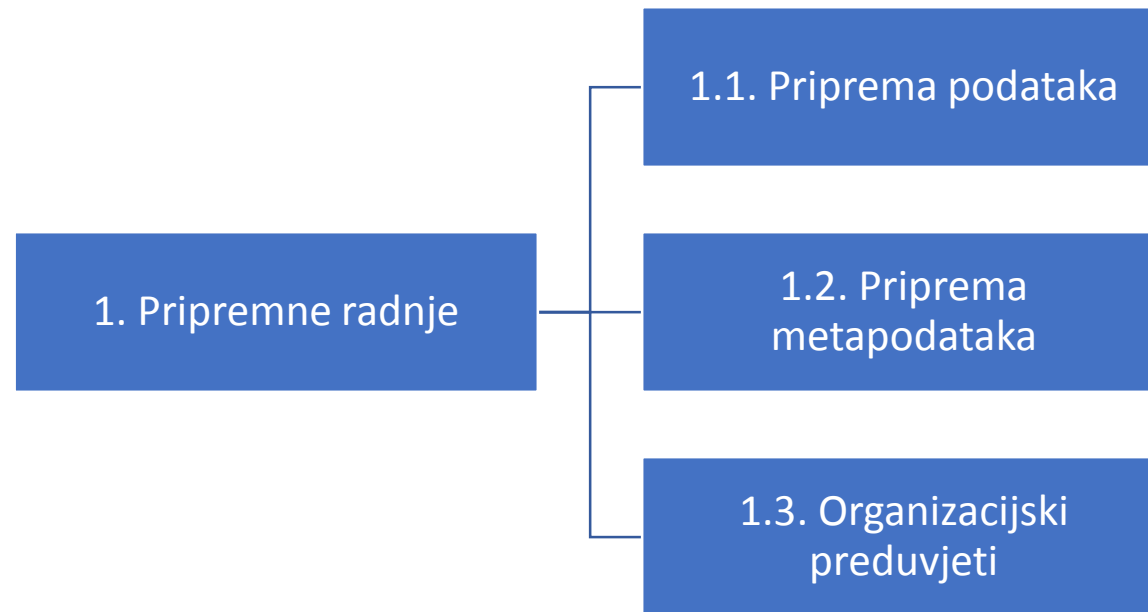 1.1. Priprema podataka
1. Pripremne radnje
1.2. Priprema
metapodataka
1.3. Organizacijski
preduvjeti